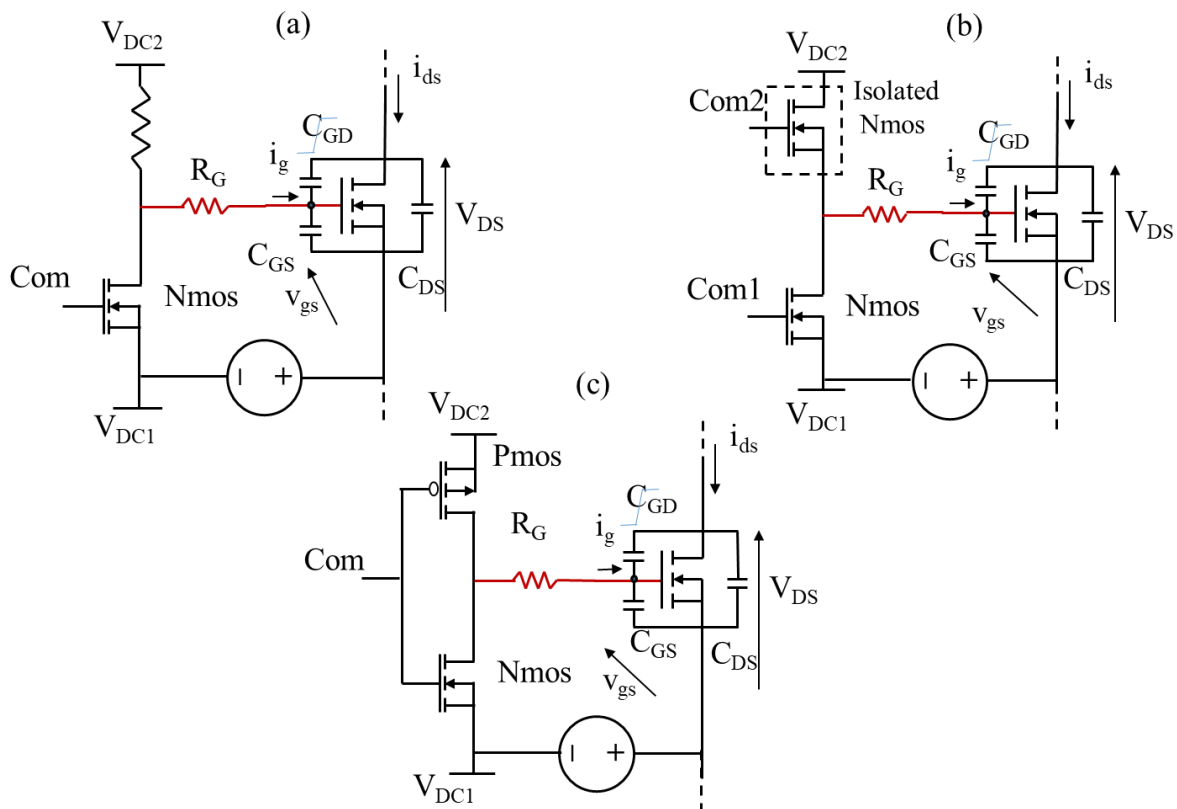 (a)
V_DC2
i_ds
C_GD
i_g
R_G
V_DS
C_GS
Com
Nmos
v_gs
C_DS
− +
V_DC1
(b)
V_DC2
i_ds
Com2
Isolated
Nmos
C_GD
i_g
R_G
V_DS
C_GS
C_DS
Com1
Nmos
v_gs
− +
V_DC1
(c)
V_DC2
i_ds
Pmos
C_GD
R_G
i_g
Com
V_DS
C_GS
C_DS
Nmos
v_gs
− +
V_DC1